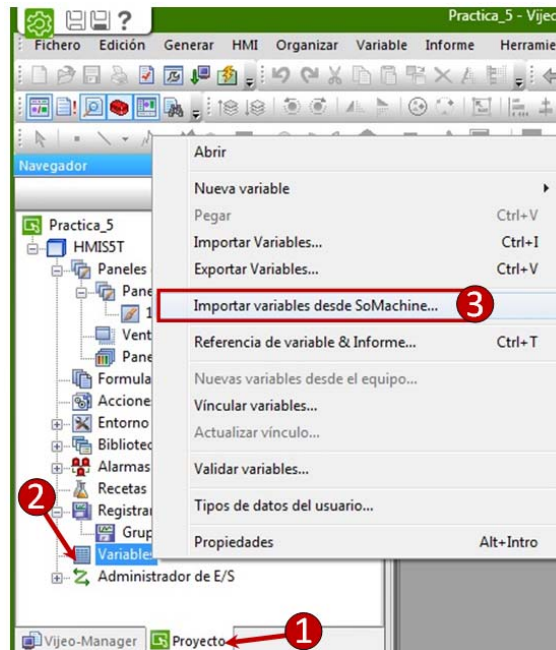 Practica_5 - Vijec
Fichero Edición Generar HMI Organizar Variable Informe Herramie
Navegador
Abrir
Nueva variable
Pegar Ctrl+V
Importar Variables... Ctrl+I
Exportar Variables... Ctrl+V
Importar variables desde SoMachine... 3
Referencia de variable & Informe... Ctrl+T
Nuevas variables desde el equipo...
Víncular variables...
Actualizar vínculo...
Validar variables...
Tipos de datos del usuario...
Propiedades Alt+Intro
Practica_5
HMIS5T
Paneles
Pane
1
Vent
Pane
Formula
Accione
Entorno
Bibliotec
Alarmas
Recetas
2
Registrar
Grup
Variables
Administrador de E/S
1
Vijeo-Manager Proyecto